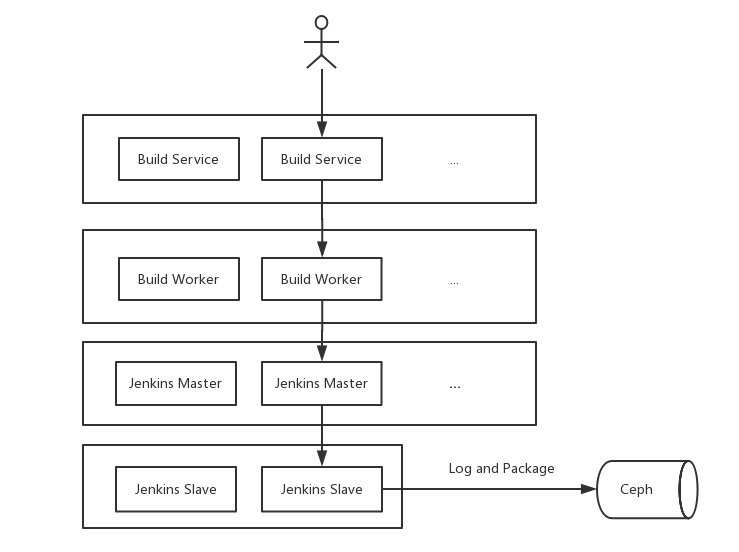 Build Service
Build Service
...
Build Worker
Build Worker
...
Jenkins Master
Jenkins Master
...
Log and Package
Jenkins Slave
Jenkins Slave
Ceph